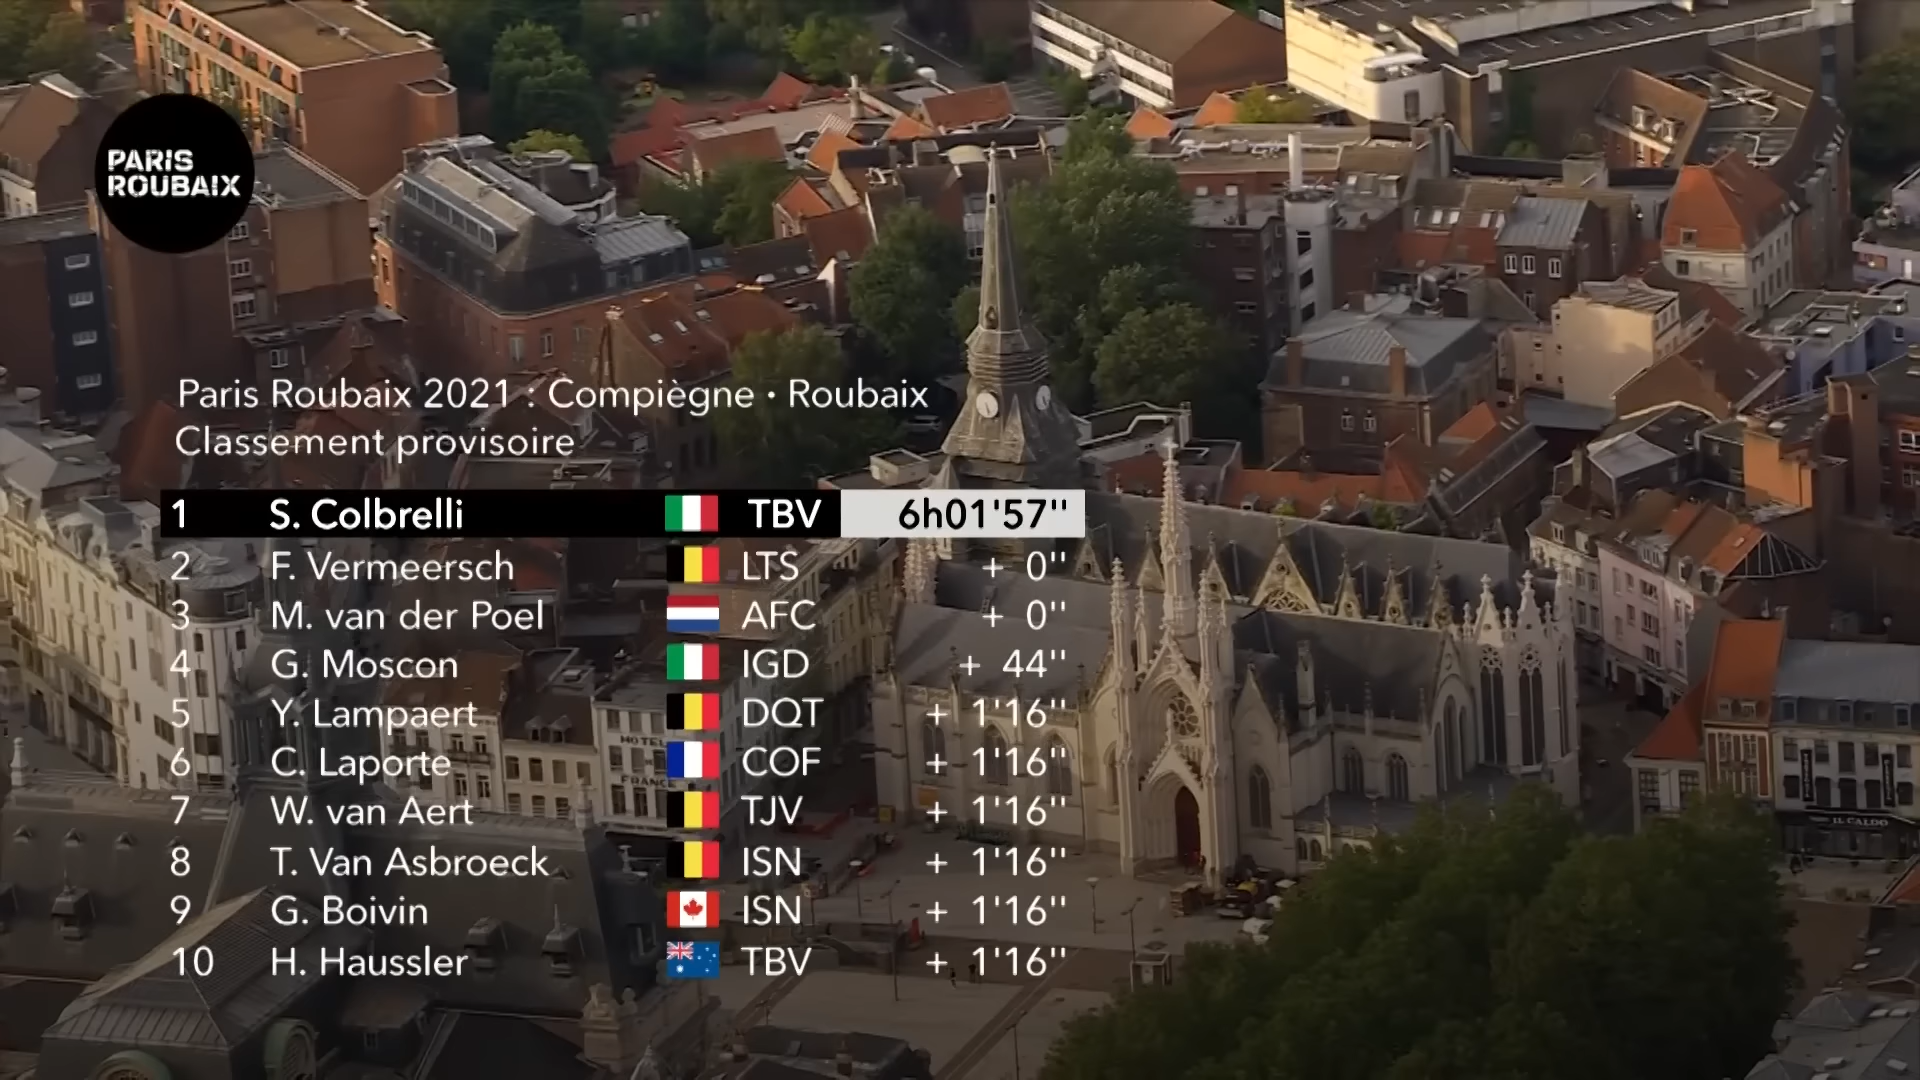 PARIS
ROUBAIX
Paris Roubaix 2021 : Compiègne · Roubaix
Classement provisoire
1 S. Colbrelli TBV 6h01'57''
2 F. Vermeersch LTS + 0''
3 M. van der Poel AFC + 0''
4 G. Moscon IGD + 44''
5 Y. Lampaert DQT + 1'16''
6 C. Laporte COF + 1'16''
7 W. van Aert TJV + 1'16''
8 T. Van Asbroeck ISN + 1'16''
9 G. Boivin ISN + 1'16''
10 H. Haussler TBV + 1'16''
HOTEL
FRANCE
IL CALDO